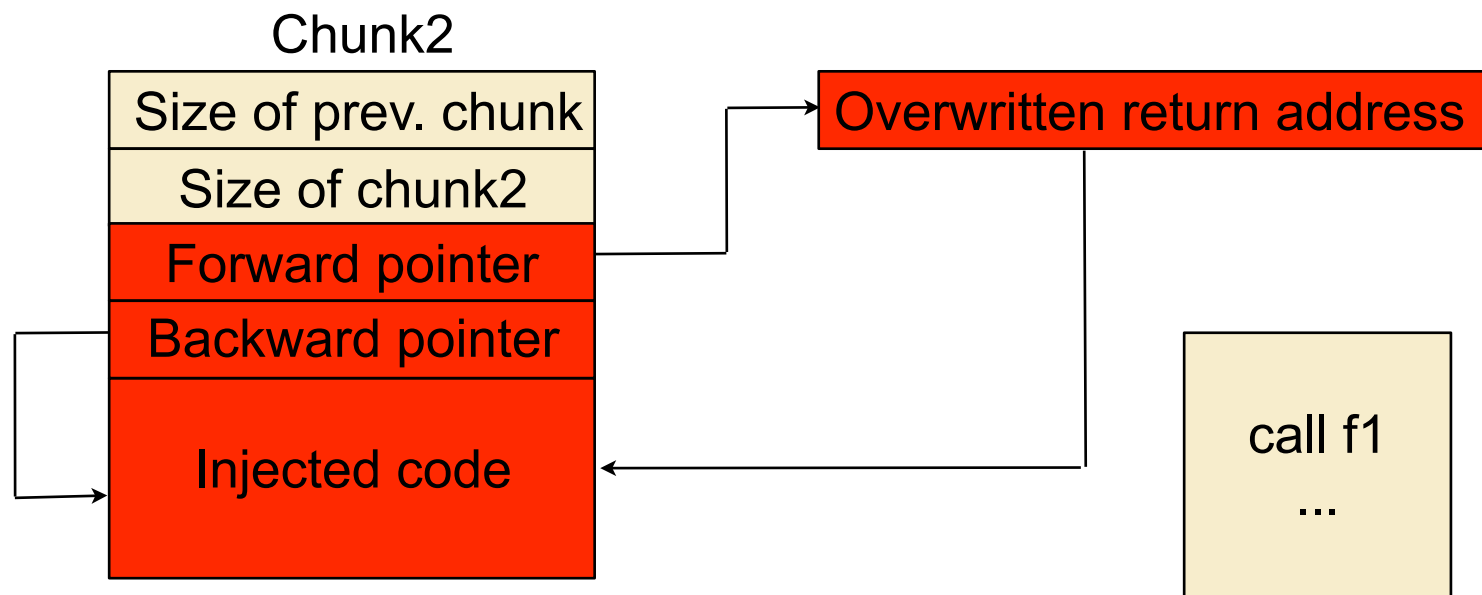 Chunk2
Size of prev. chunk
Overwritten return address
Size of chunk2
Forward pointer
Backward pointer
Injected code
call f1
...